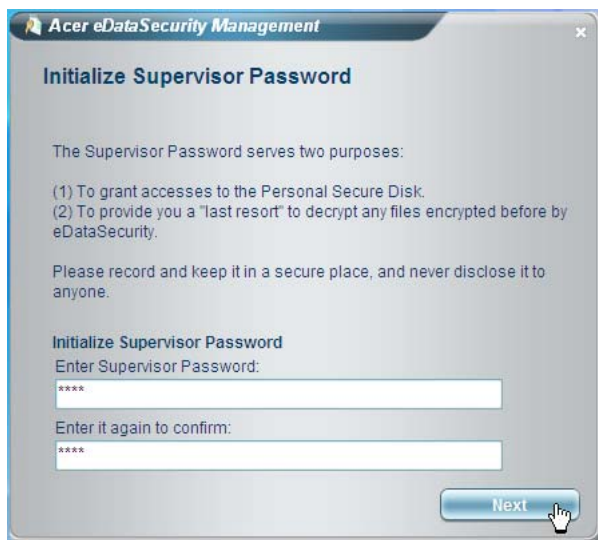 Acer eDataSecurity Management
x
Initialize Supervisor Password
The Supervisor Password serves two purposes:
(1) To grant accesses to the Personal Secure Disk.
(2) To provide you a "last resort" to decrypt any files encrypted before by
eDataSecurity.
Please record and keep it in a secure place, and never disclose it to
anyone.
Initialize Supervisor Password
Enter Supervisor Password:
****
Enter it again to confirm:
****
Next